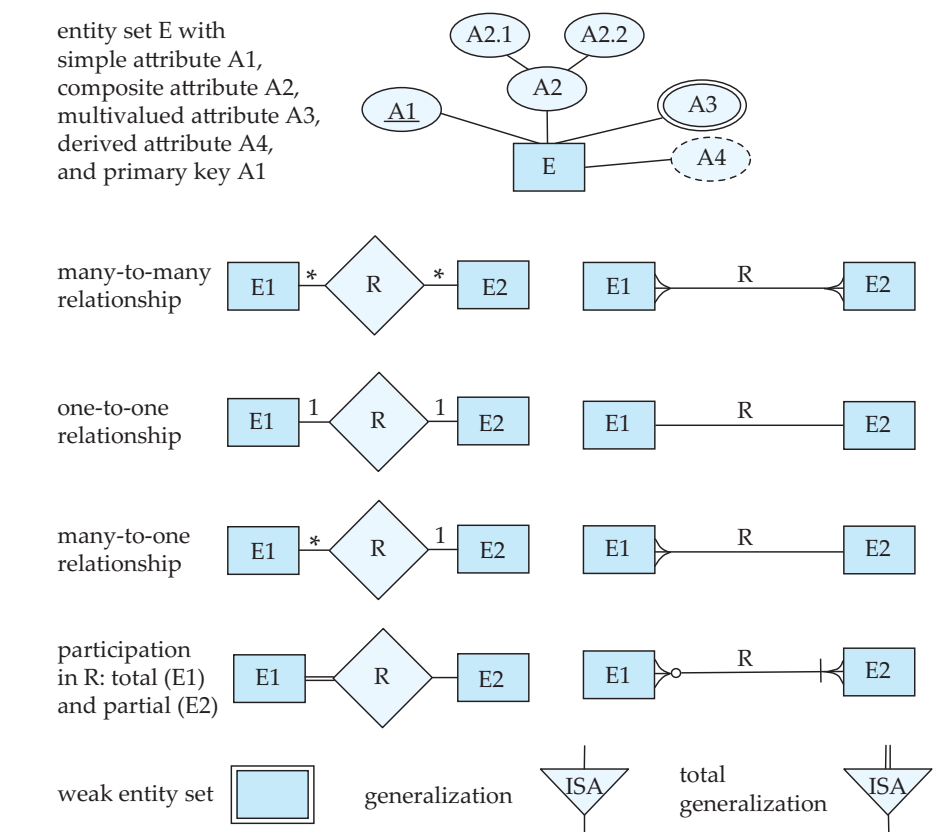 entity set E with
simple attribute A1,
composite attribute A2,
multivalued attribute A3,
derived attribute A4,
and primary key A1
A2.1
A2.2
A2
A1
A3
A4
E
many-to-many
relationship
E1 * R * E2
E1 R E2
one-to-one
relationship
E1 1 R 1 E2
E1 R E2
many-to-one
relationship
E1 * R 1 E2
E1 R E2
participation
in R: total (E1)
and partial (E2)
E1 R E2
E1 R E2
weak entity set
generalization
ISA
total
generalization
ISA